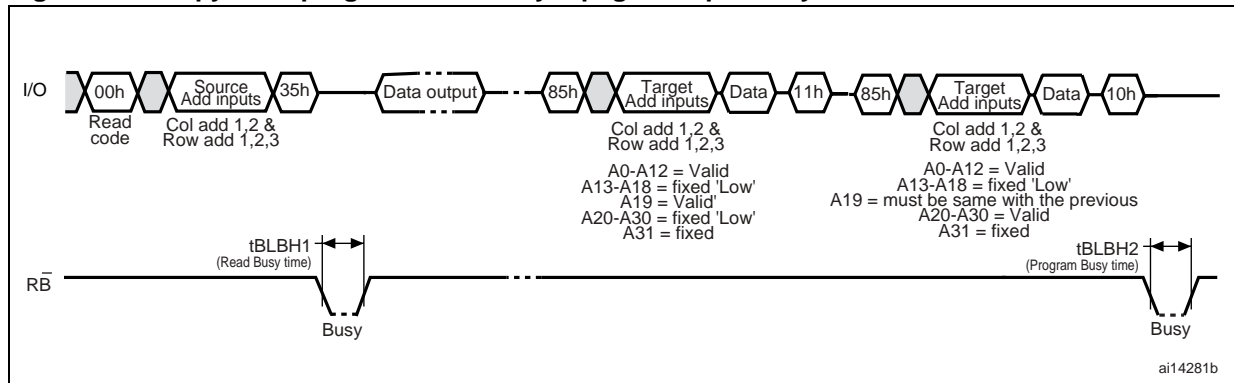 I/O
00h
Source
Add inputs
35h
Data output
85h
Target
Add inputs
Data
11h
85h
Target
Add inputs
Data
10h
Read
code
Col add 1,2 &
Row add 1,2,3
Col add 1,2 &
Row add 1,2,3
A0-A12 = Valid
A13-A18 = fixed 'Low'
A19 = Valid'
A20-A30 = fixed 'Low'
A31 = fixed
Col add 1,2 &
Row add 1,2,3
A0-A12 = Valid
A13-A18 = fixed 'Low'
A19 = must be same with the previous
A20-A30 = Valid
A31 = fixed
tBLBH1
(Read Busy time)
tBLBH2
(Program Busy time)
RB̅
Busy
Busy
ai14281b